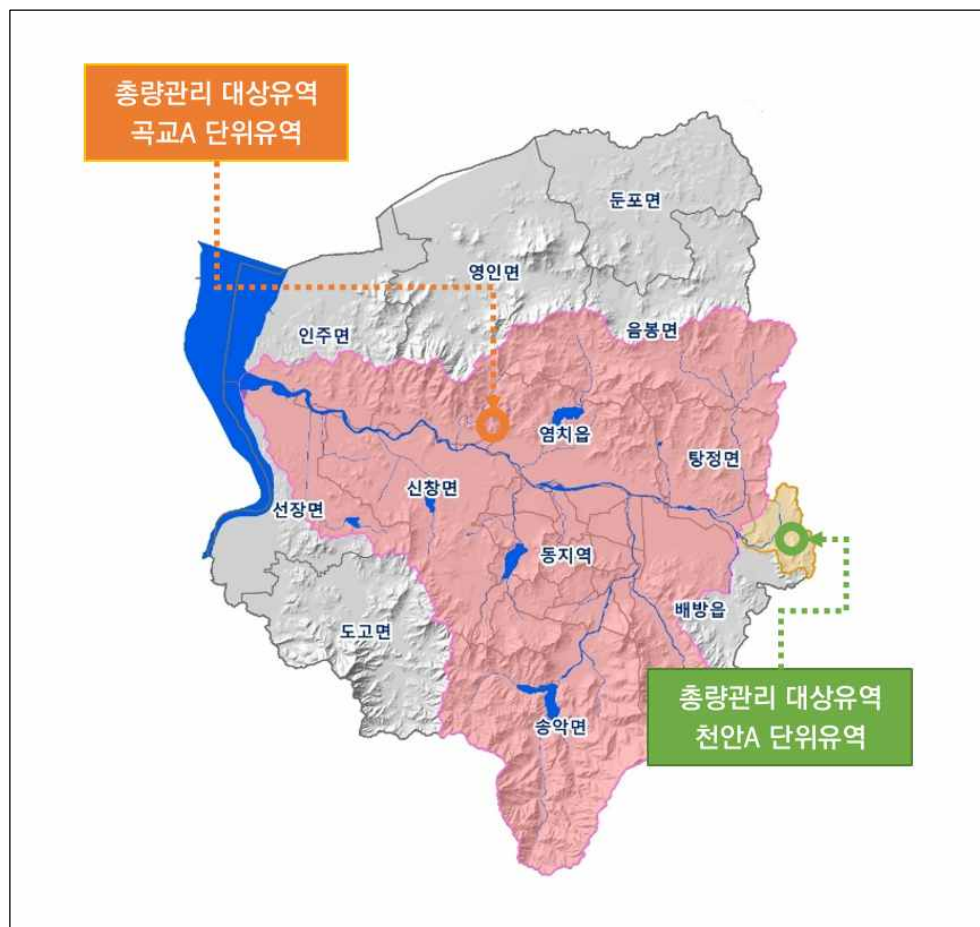 총량관리 대상유역
곡교A 단위유역
둔포면
영인면
인주면
음봉면
염치읍
탕정면
신창면
선장면
동지역
배방읍
도고면
송악면
총량관리 대상유역
천안A 단위유역